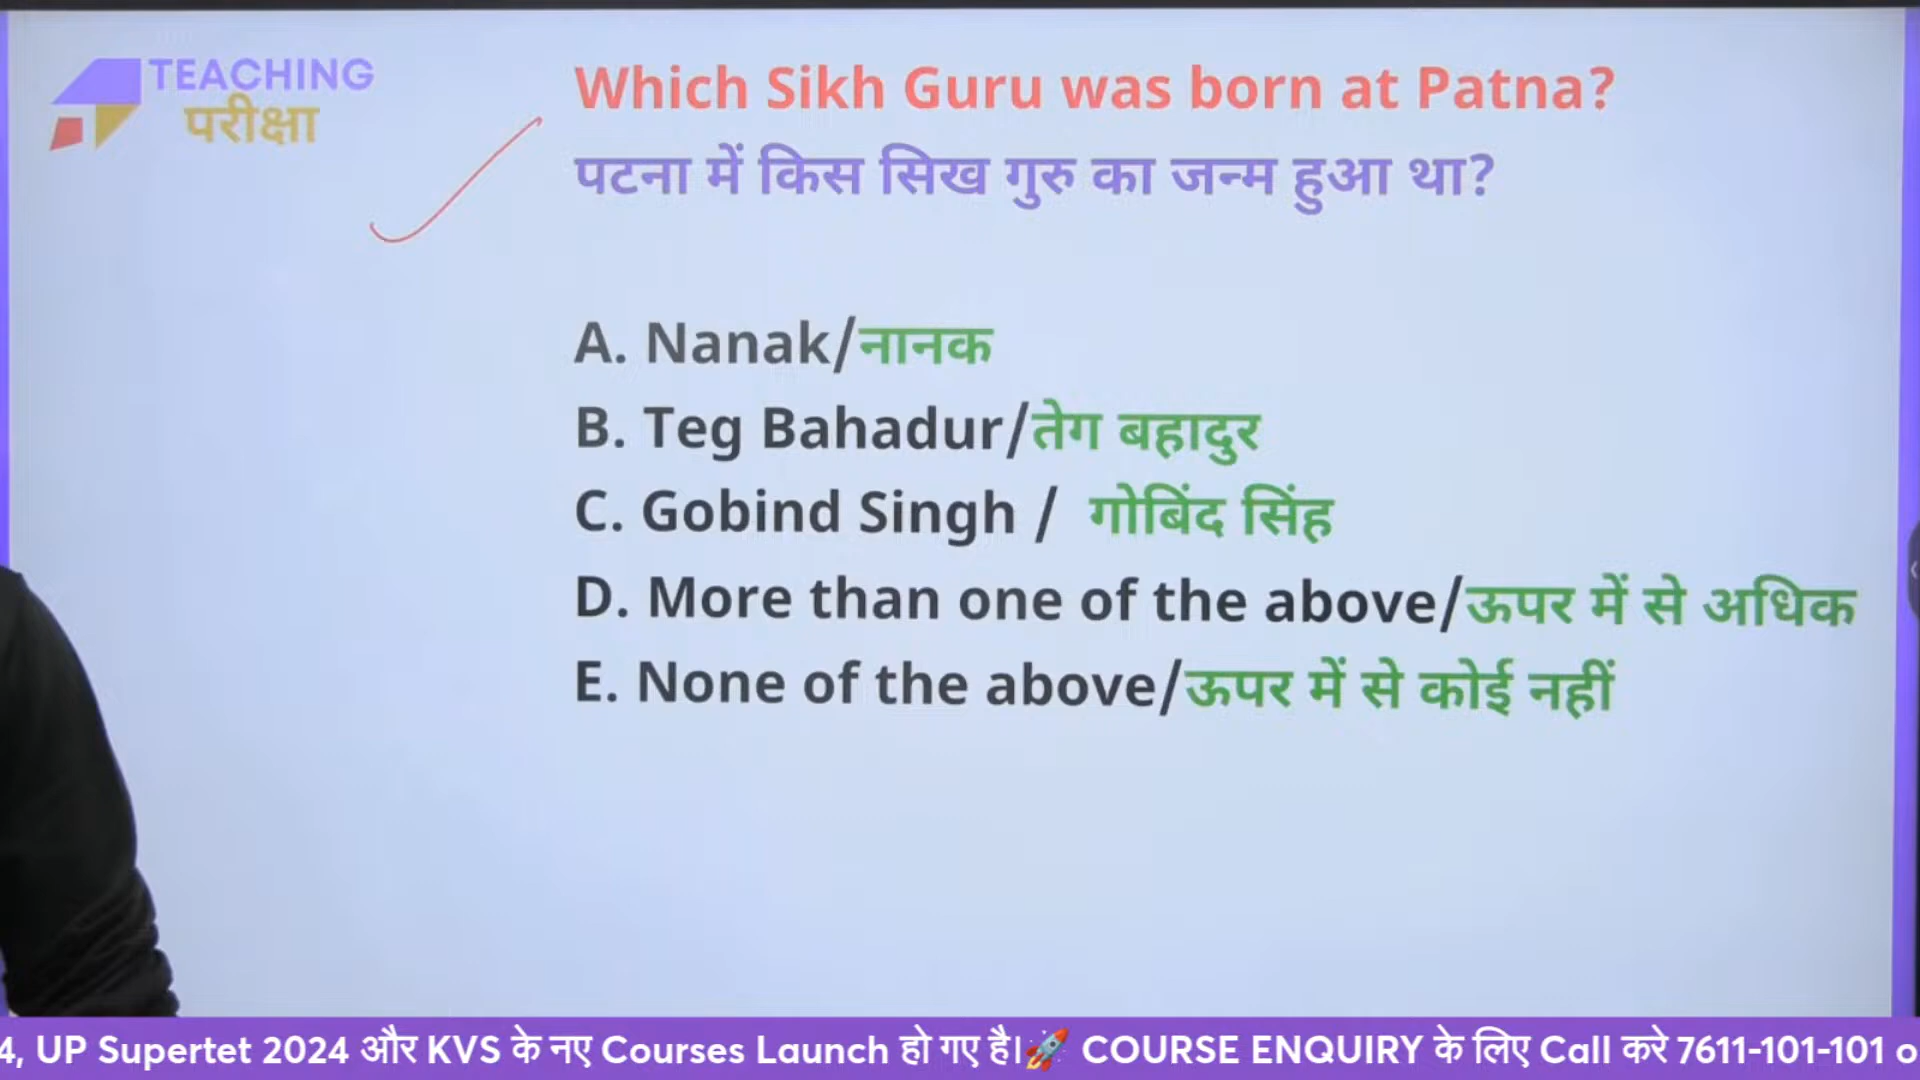 TEACHING
परीक्षा
Which Sikh Guru was born at Patna?
पटना में किस सिख गुरु का जन्म हुआ था?
A. Nanak/नानक
B. Teg Bahadur/तेग बहादुर
C. Gobind Singh / गोबिंद सिंह
D. More than one of the above/ऊपर में से अधिक
E. None of the above/ऊपर में से कोई नहीं
4, UP Supertet 2024 और KVS के नए Courses Launch हो गए है।🚀 COURSE ENQUIRY के लिए Call करे 7611-101-101 o